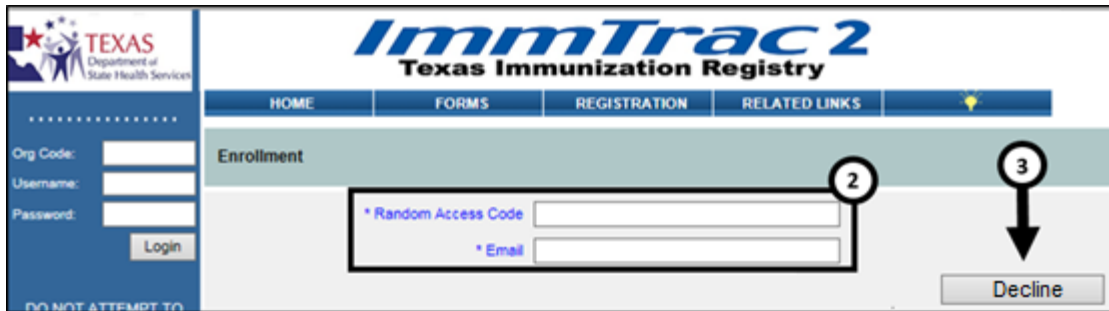 TEXAS
Department of
State Health Services
ImmTrac2
Texas Immunization Registry
HOME FORMS REGISTRATION RELATED LINKS
Org Code:
Username:
Password:
Login
DO NOT ATTEMPT TO
Enrollment
2
* Random Access Code
* Email
3
Decline